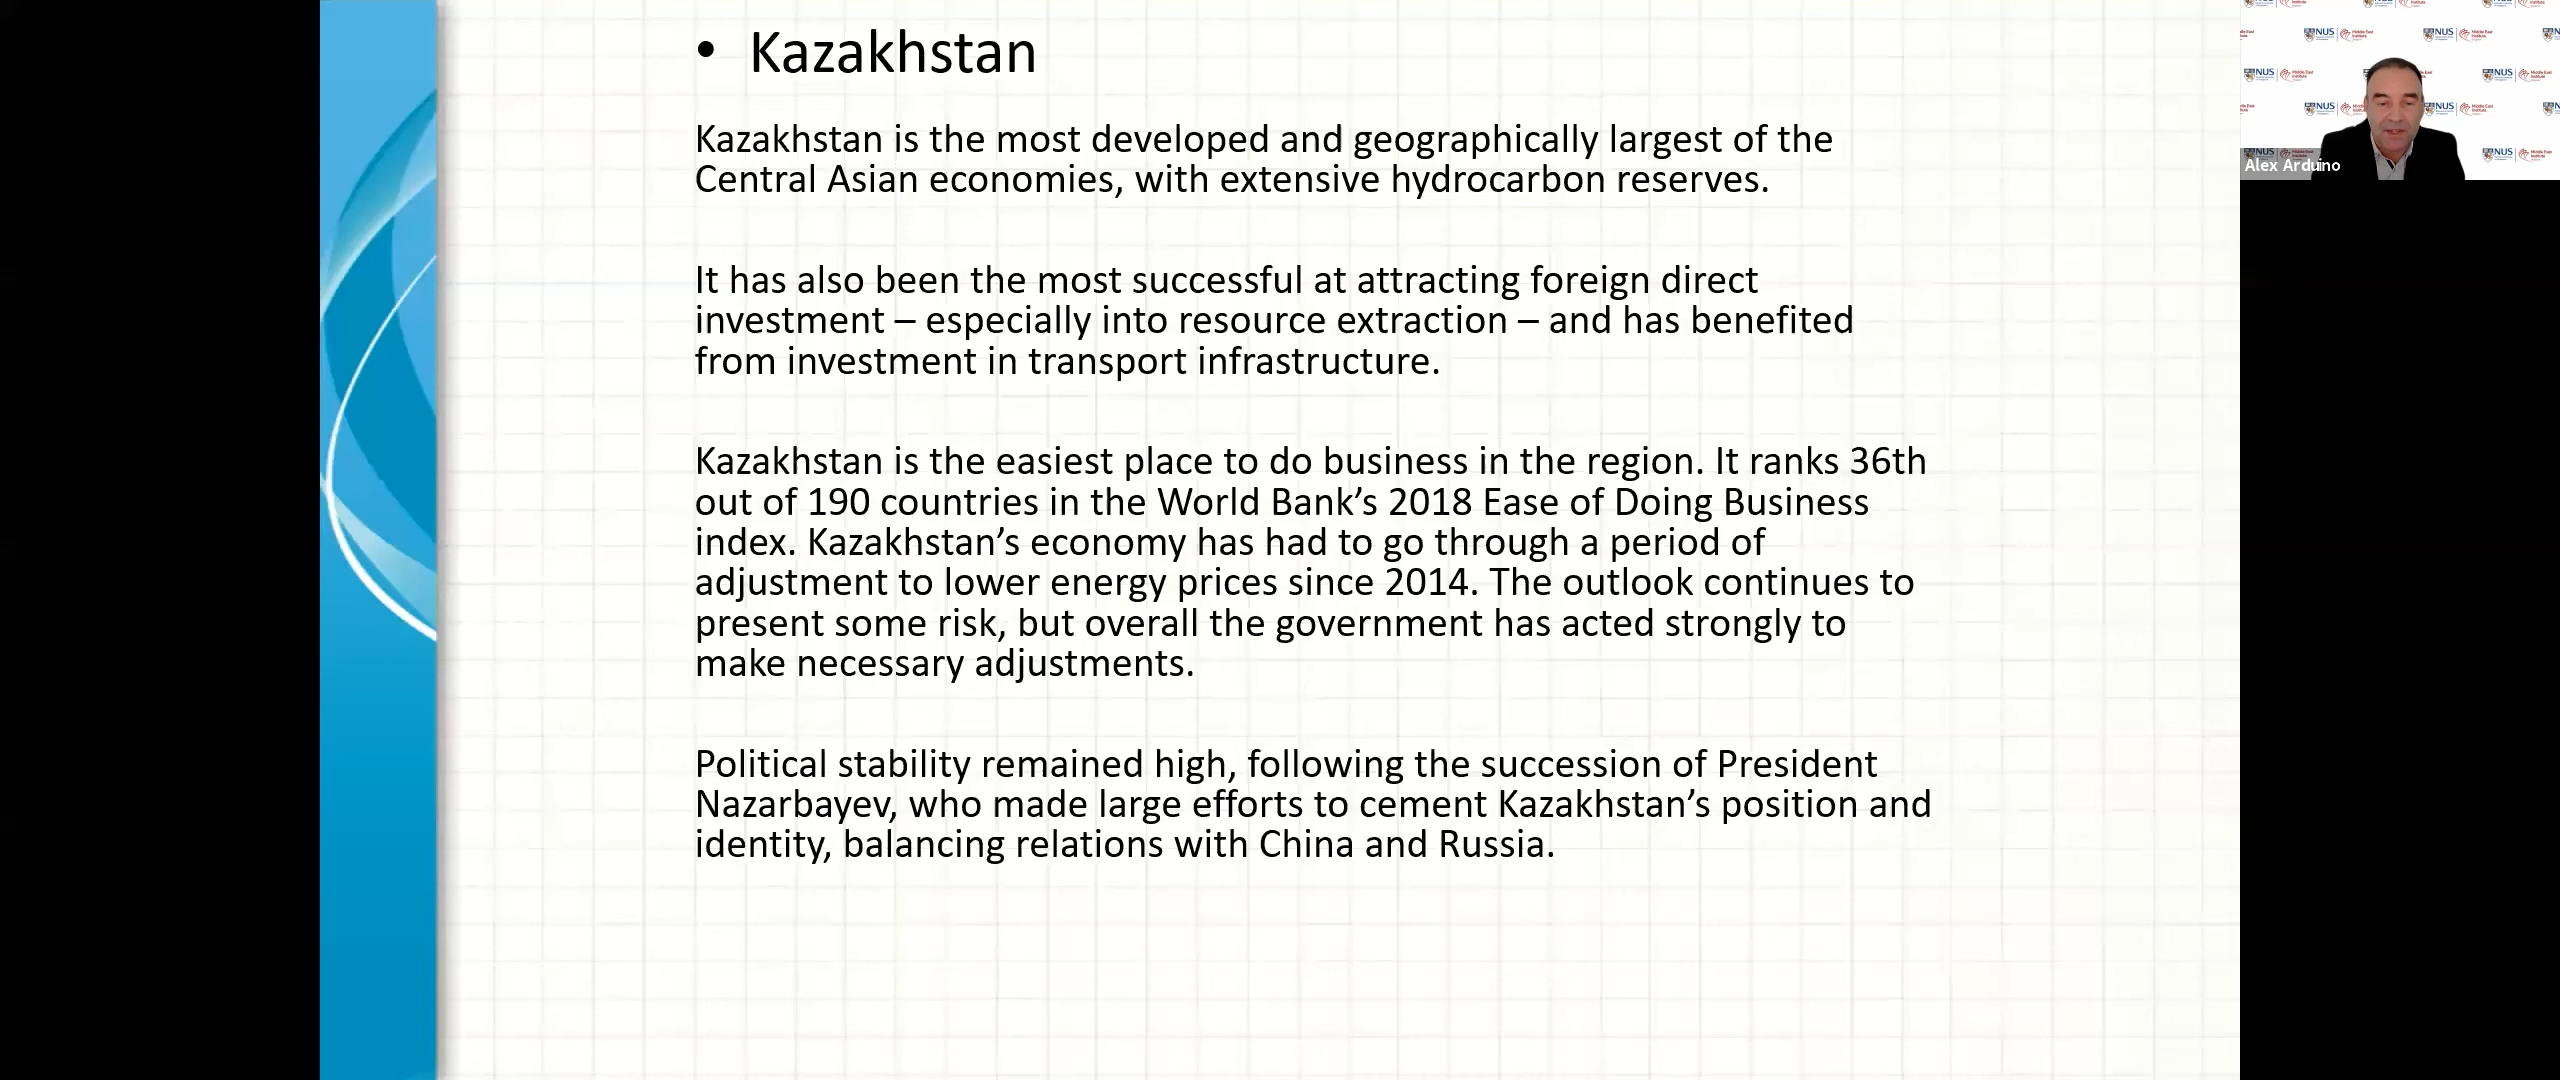 • Kazakhstan
Kazakhstan is the most developed and geographically largest of the
Central Asian economies, with extensive hydrocarbon reserves.
It has also been the most successful at attracting foreign direct
investment – especially into resource extraction – and has benefited
from investment in transport infrastructure.
Kazakhstan is the easiest place to do business in the region. It ranks 36th
out of 190 countries in the World Bank’s 2018 Ease of Doing Business
index. Kazakhstan’s economy has had to go through a period of
adjustment to lower energy prices since 2014. The outlook continues to
present some risk, but overall the government has acted strongly to
make necessary adjustments.
Political stability remained high, following the succession of President
Nazarbayev, who made large efforts to cement Kazakhstan’s position and
identity, balancing relations with China and Russia.
NUS Middle East Institute
Alex Arduino